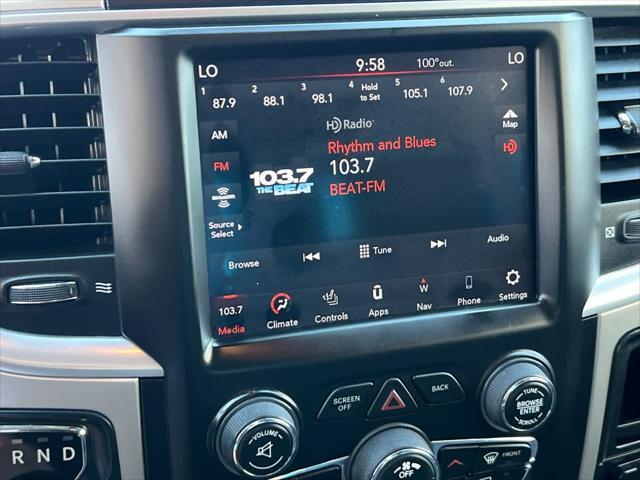 LO 9:58 100° out. LO
1 87.9 2 88.1 3 98.1 4 Hold to Set 5 105.1 6 107.9
AM
HD Radio
Map
Rhythm and Blues
FM
103.7
HD
103.7
THE BEAT
BEAT-FM
SiriusXM
Source
Select
Browse
Tune
Audio
103.7
W
Media
Climate
Controls
Apps
Nav
Phone
Settings
SCREEN
OFF
BACK
TUNE
BROWSE
ENTER
SCROLL
VOLUME
R N D
FRONT
OFF